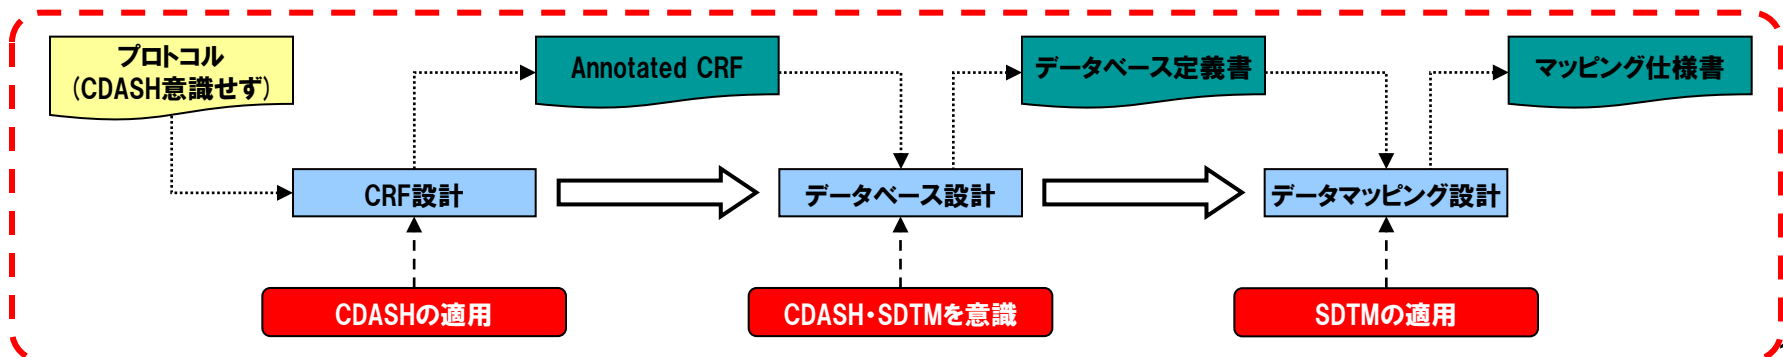 プロトコル
(CDASH意識せず)
Annotated CRF
データベース定義書
マッピング仕様書
CRF設計
データベース設計
データマッピング設計
CDASHの適用
CDASH・SDTMを意識
SDTMの適用